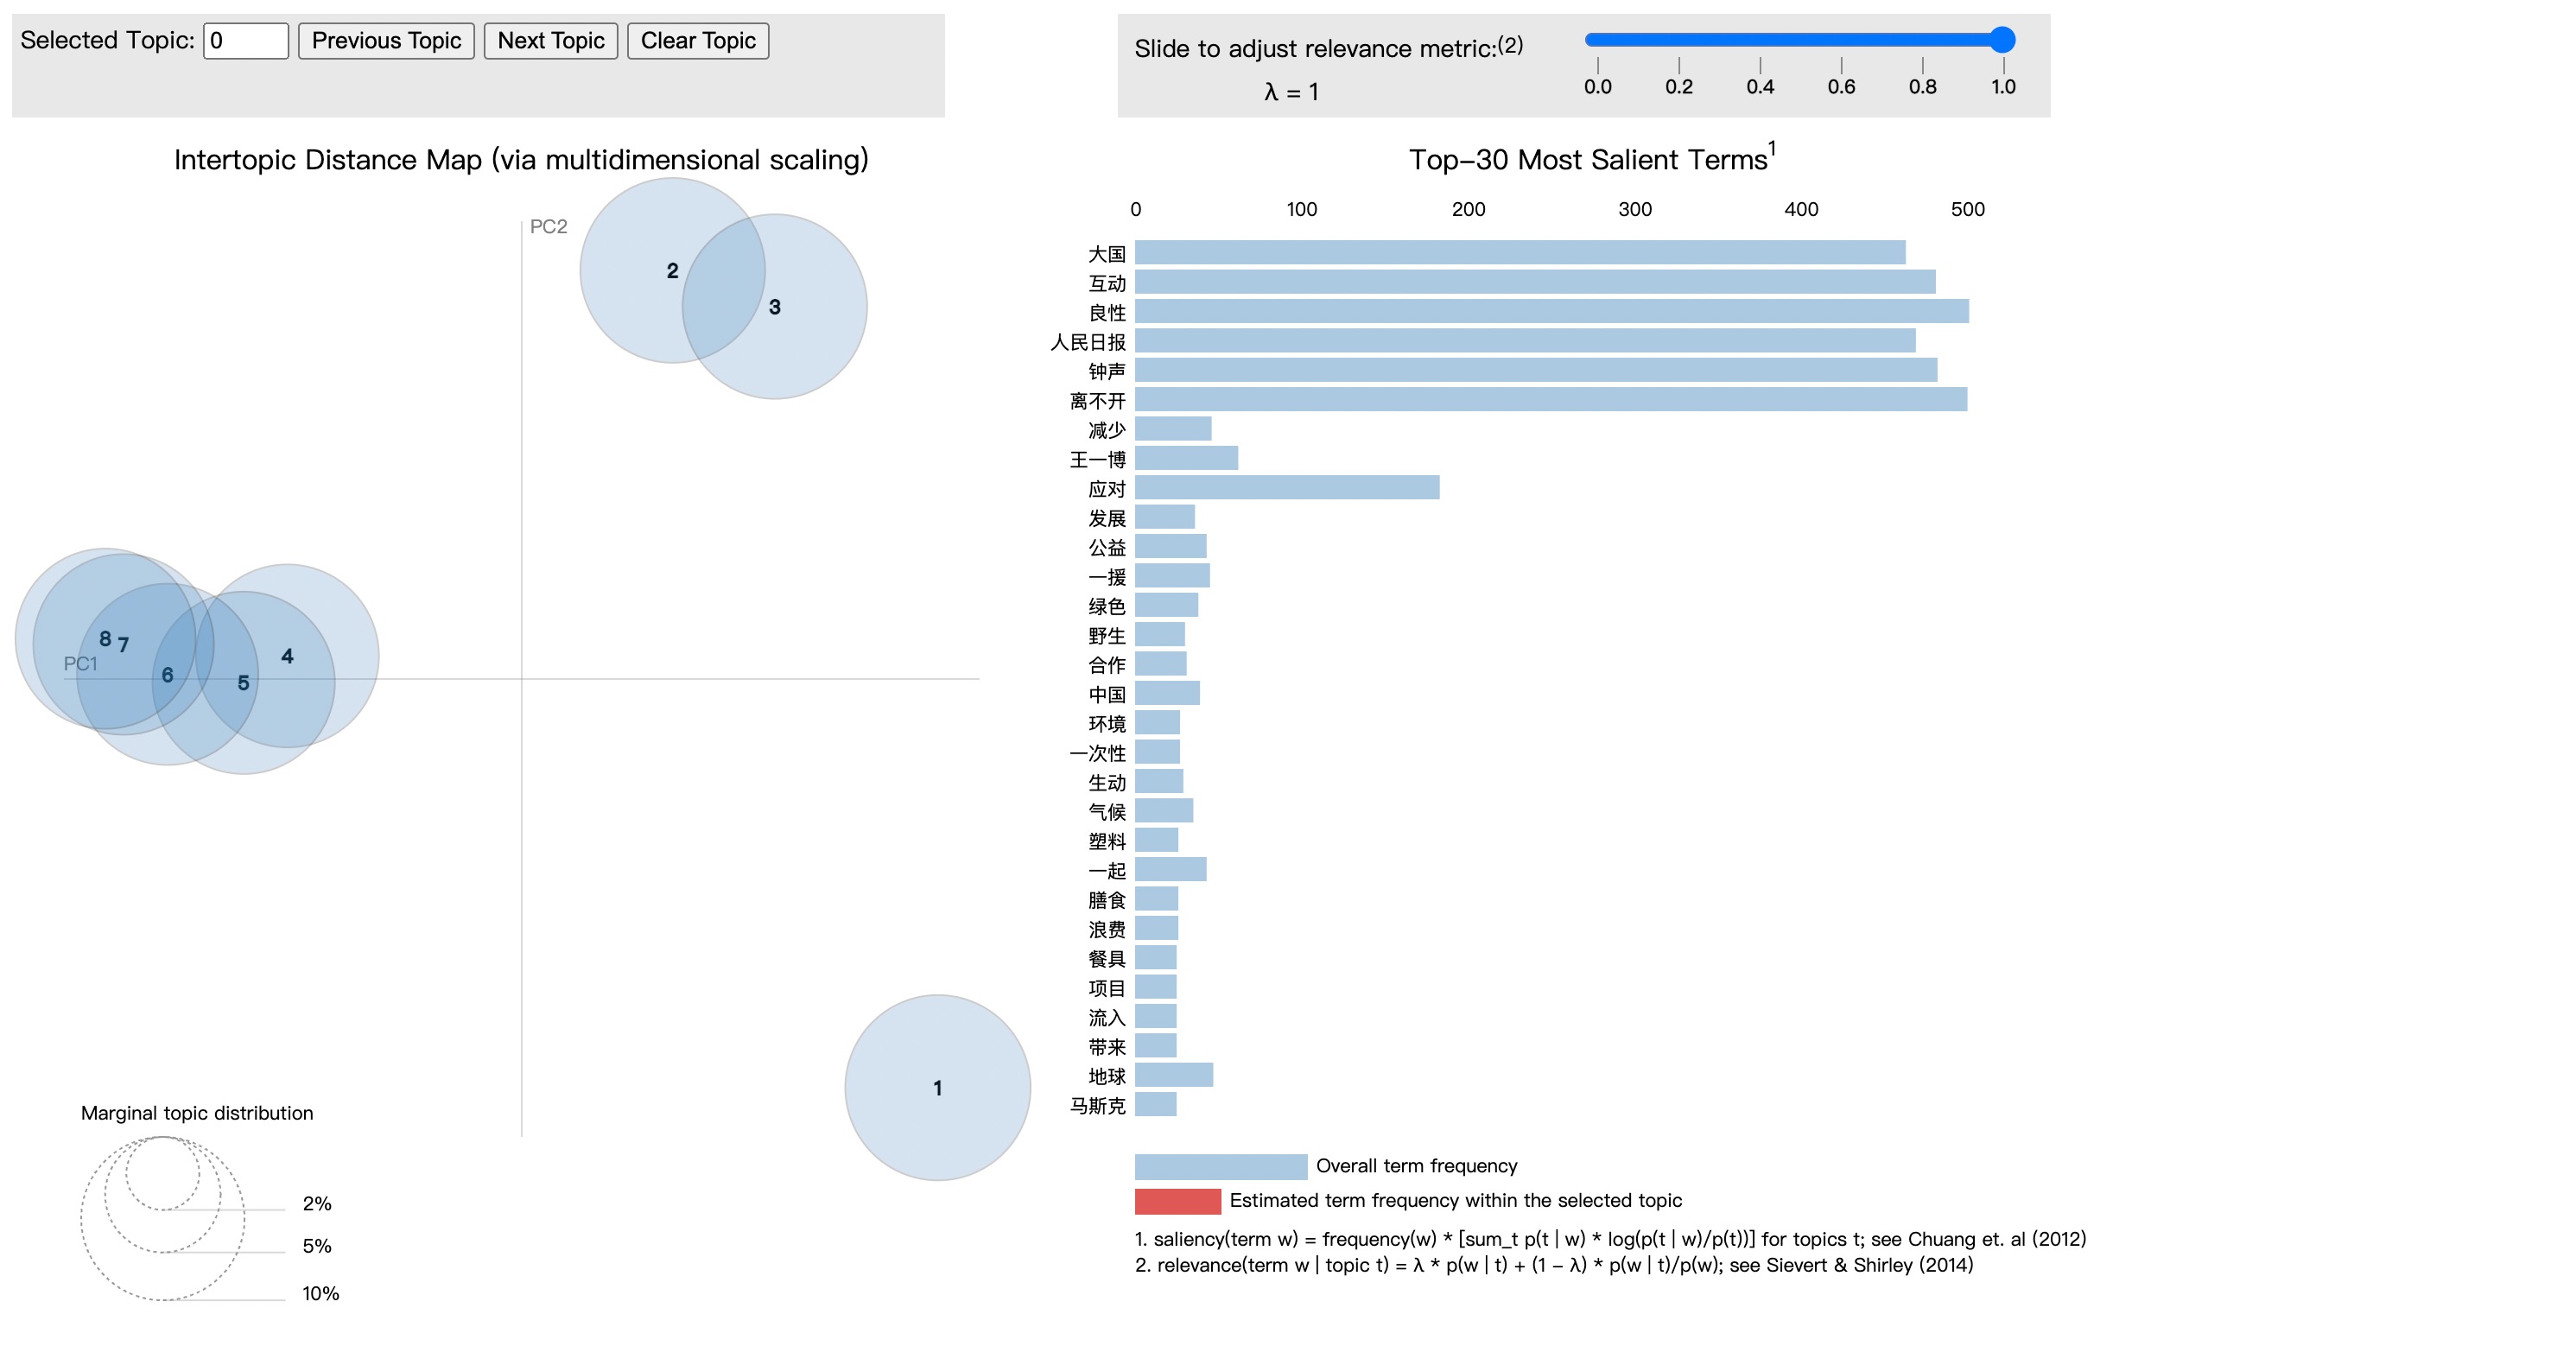 Selected Topic: 0 Previous Topic Next Topic Clear Topic
Slide to adjust relevance metric:(2)
λ = 1
0.0 0.2 0.4 0.6 0.8 1.0
Intertopic Distance Map (via multidimensional scaling)
PC2
2
3
8
7
PC1
6
5
4
1
Marginal topic distribution
2%
5%
10%
Top-30 Most Salient Terms1
0 100 200 300 400 500
大国
互动
良性
人民日报
钟声
离不开
减少
王一博
应对
发展
公益
一援
绿色
野生
合作
中国
环境
一次性
生动
气候
塑料
一起
膳食
浪费
餐具
项目
流入
带来
地球
马斯克
Overall term frequency
Estimated term frequency within the selected topic
1. saliency(term w) = frequency(w) * [sum_t p(t | w) * log(p(t | w)/p(t))] for topics t; see Chuang et. al (2012)
2. relevance(term w | topic t) = λ * p(w | t) + (1 - λ) * p(w | t)/p(w); see Sievert & Shirley (2014)